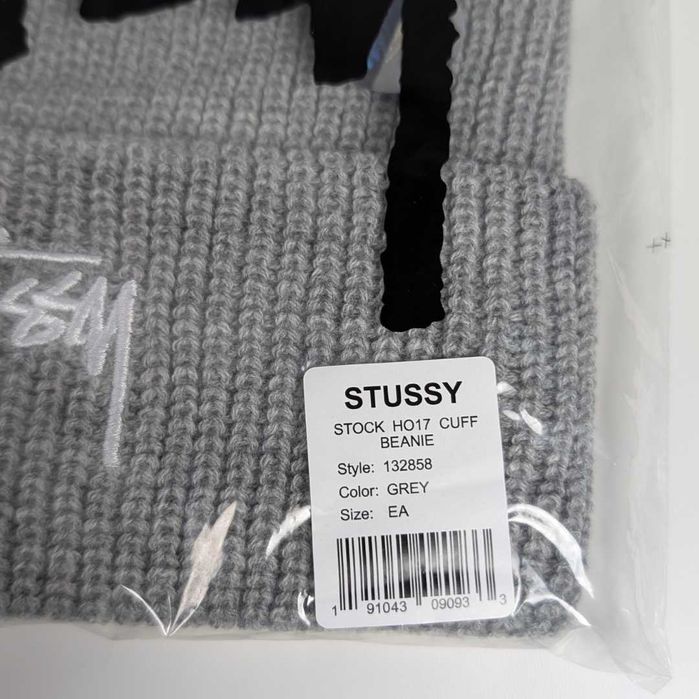 STUSSY
STOCK HO17 CUFF
BEANIE
Style: 132858
Color: GREY
Size: EA
1 91043 09093 3